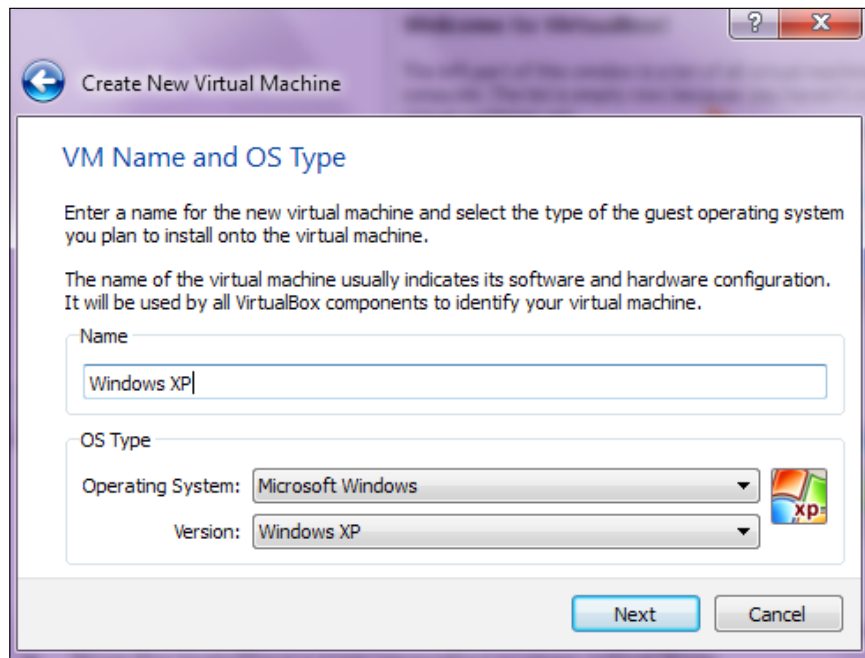 Welcome to VirtualBox!
Create New Virtual Machine
VM Name and OS Type
Enter a name for the new virtual machine and select the type of the guest operating system
you plan to install onto the virtual machine.
The name of the virtual machine usually indicates its software and hardware configuration.
It will be used by all VirtualBox components to identify your virtual machine.
Name
Windows XP
OS Type
Operating System: Microsoft Windows
xp
Version: Windows XP
Next Cancel